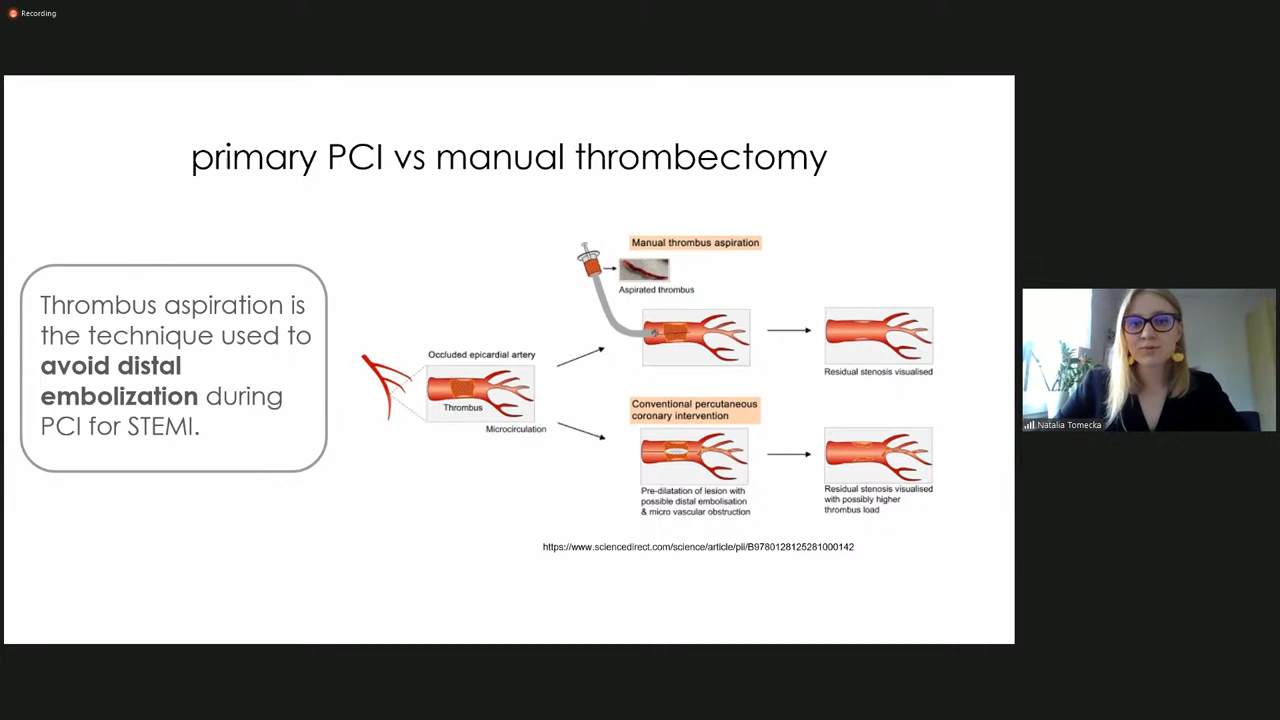 Recording
primary PCI vs manual thrombectomy
Thrombus aspiration is
the technique used to
avoid distal
embolization during
PCI for STEMI.
Manual thrombus aspiration
Aspirated thrombus
Occluded epicardial artery
Thrombus
Microcirculation
Residual stenosis visualised
Conventional percutaneous
coronary intervention
Pre-dilatation of lesion with
possible distal embolisation
& micro vascular obstruction
Residual stenosis visualised
with possibly higher
thrombus load
https://www.sciencedirect.com/science/article/pii/B9780128125281000142
Natalia Tomecka